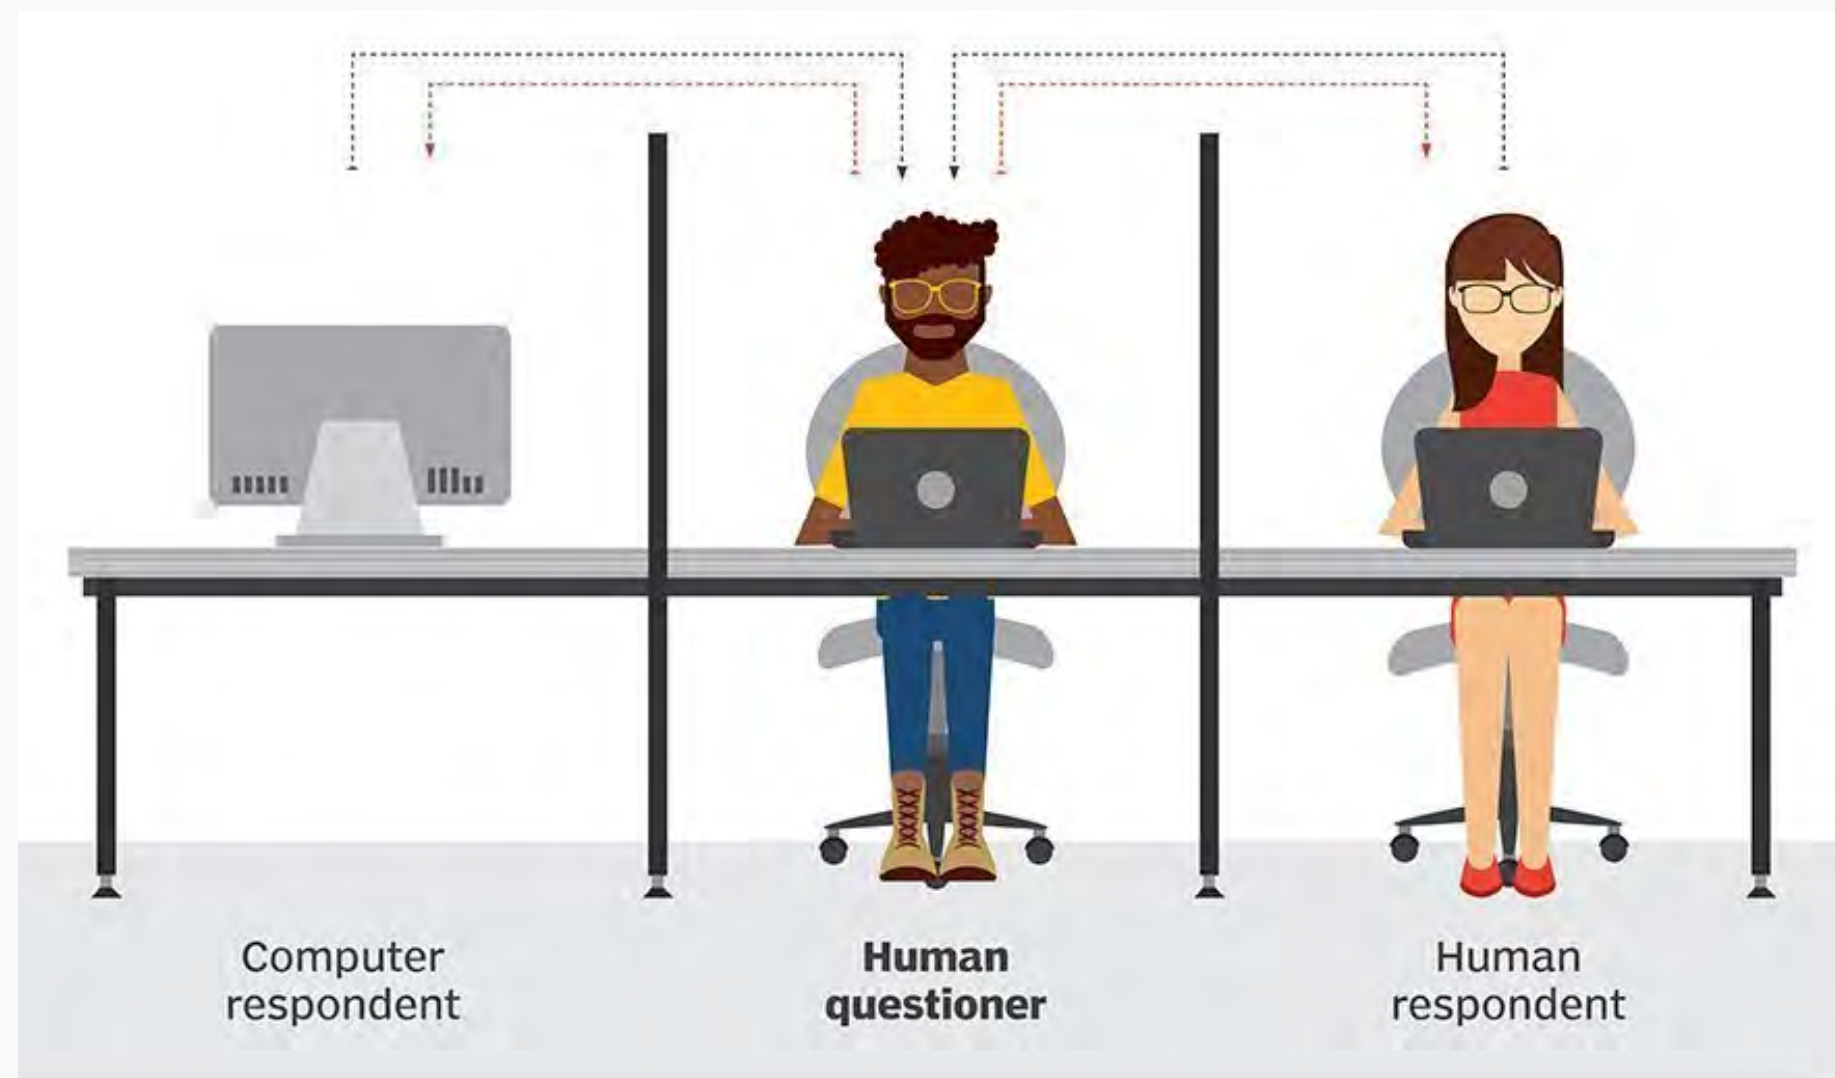 Computer
respondent
Human
questioner
Human
respondent